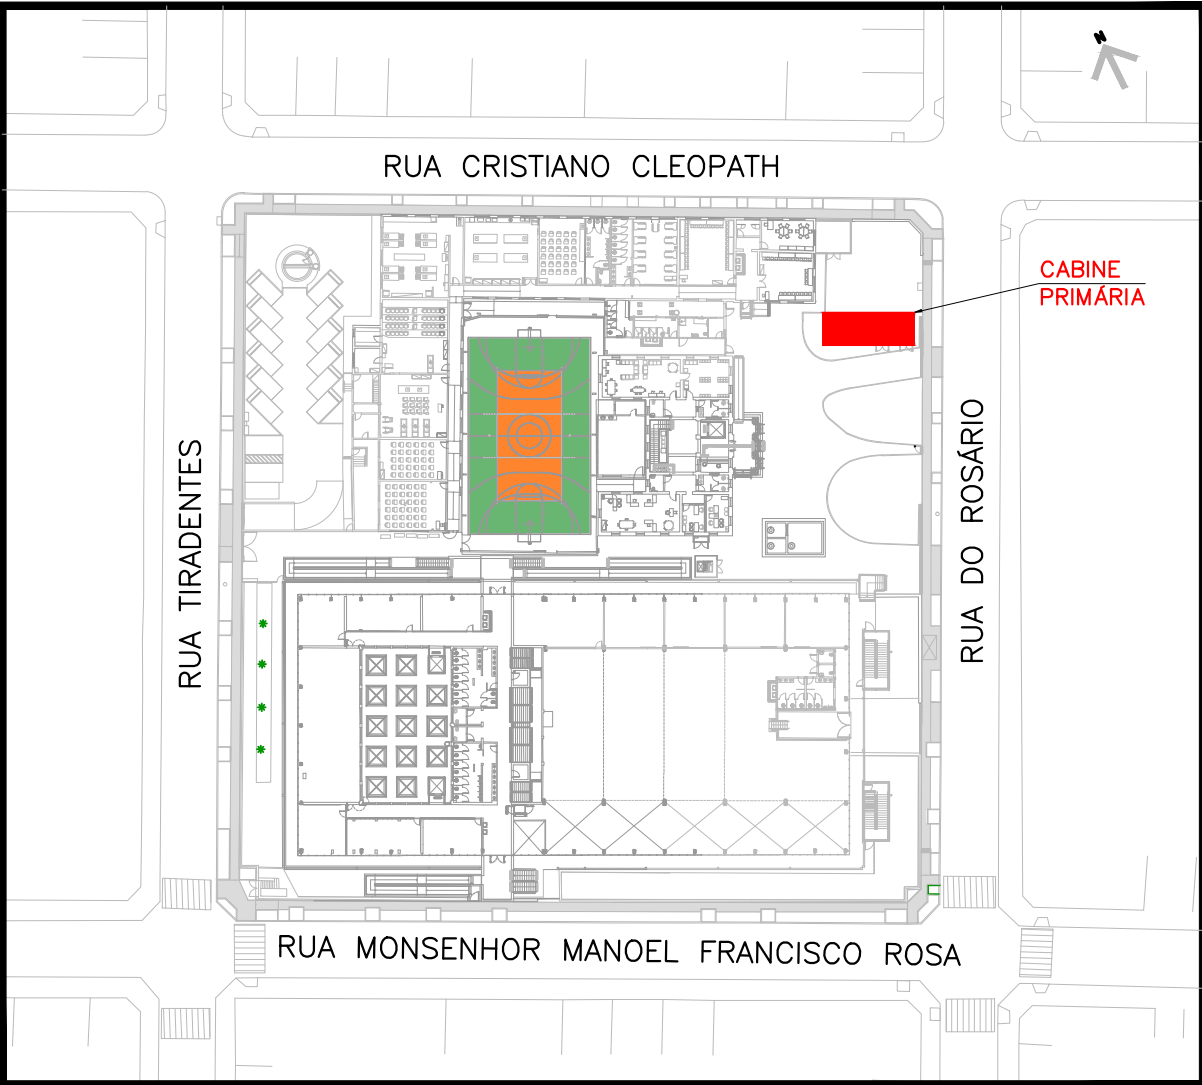 N
RUA CRISTIANO CLEOPATH
CABINE
PRIMÁRIA
RUA TIRADENTES
RUA DO ROSÁRIO
RUA MONSENHOR MANOEL FRANCISCO ROSA